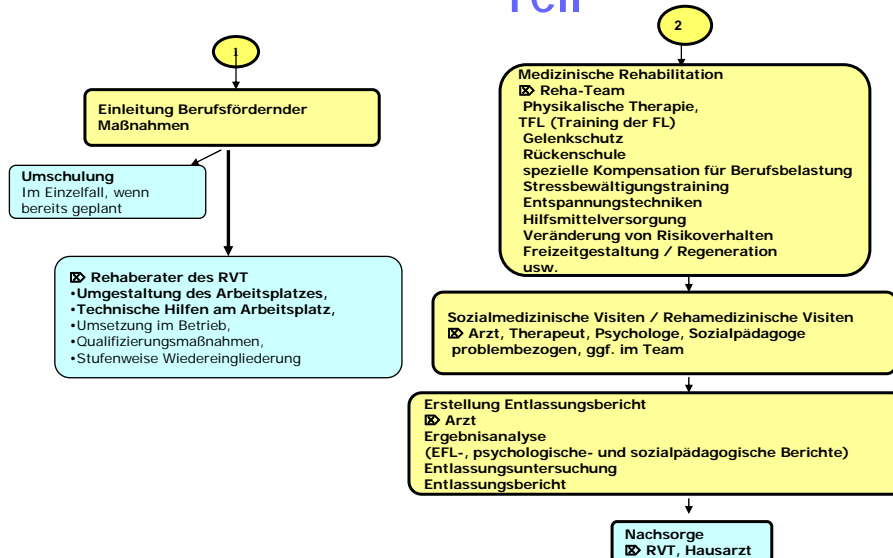 Teil
1
Einleitung Berufsfördernder
Maßnahmen
Umschulung
Im Einzelfall, wenn
bereits geplant
Rehaberater des RVT
•Umgestaltung des Arbeitsplatzes,
•Technische Hilfen am Arbeitsplatz,
•Umsetzung im Betrieb,
•Qualifizierungsmaßnahmen,
•Stufenweise Wiedereingliederung
2
Medizinische Rehabilitation
Reha-Team
Physikalische Therapie,
TFL (Training der FL)
Gelenkschutz
Rückenschule
spezielle Kompensation für Berufsbelastung
Stressbewältigungstraining
Entspannungstechniken
Hilfsmittelversorgung
Veränderung von Risikoverhalten
Freizeitgestaltung / Regeneration
usw.
Sozialmedizinische Visiten / Rehamedizinische Visiten
Arzt, Therapeut, Psychologe, Sozialpädagoge
problembezogen, ggf. im Team
Erstellung Entlassungsbericht
Arzt
Ergebnisanalyse
(EFL-, psychologische- und sozialpädagogische Berichte)
Entlassungsuntersuchung
Entlassungsbericht
Nachsorge
RVT, Hausarzt